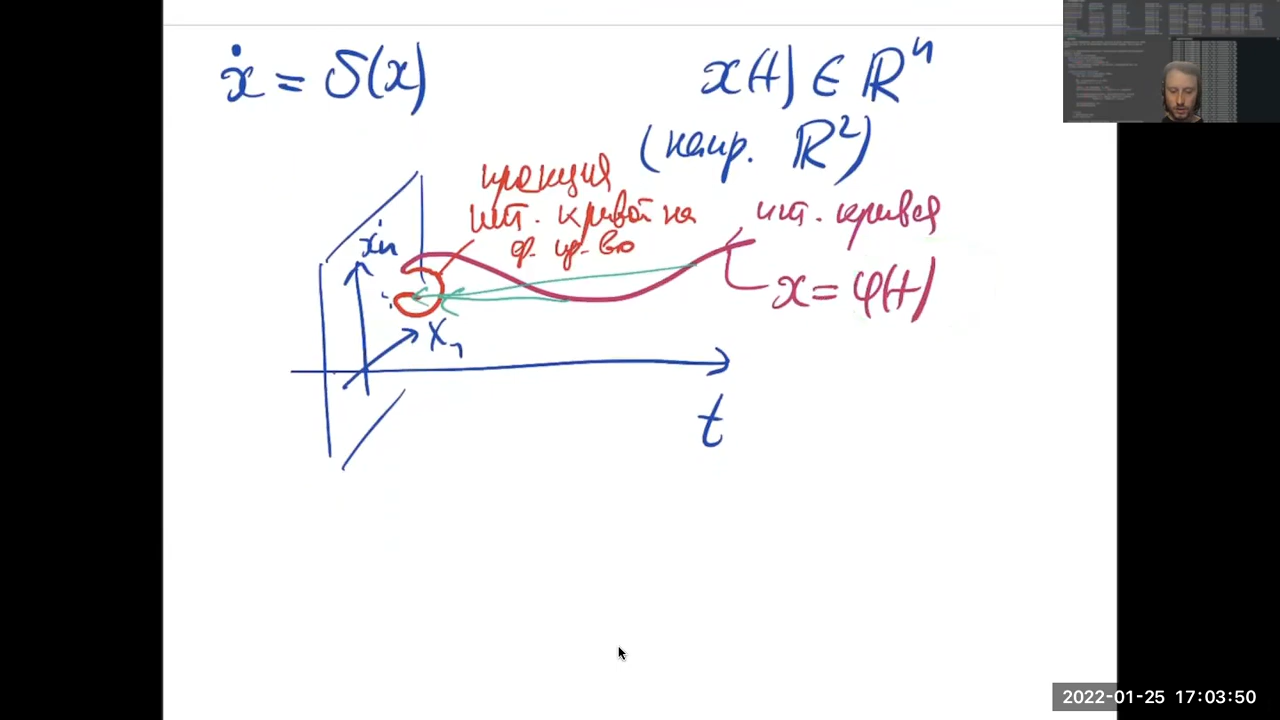 ẋ = f(x)
x(t) ∈ ℝⁿ
(напр. ℝ²)
проекция
инт. кривой на
ф. пр-во
инт. кривая
x = φ(t)
xₙ
x₁
t
2022-01-25 17:03:50